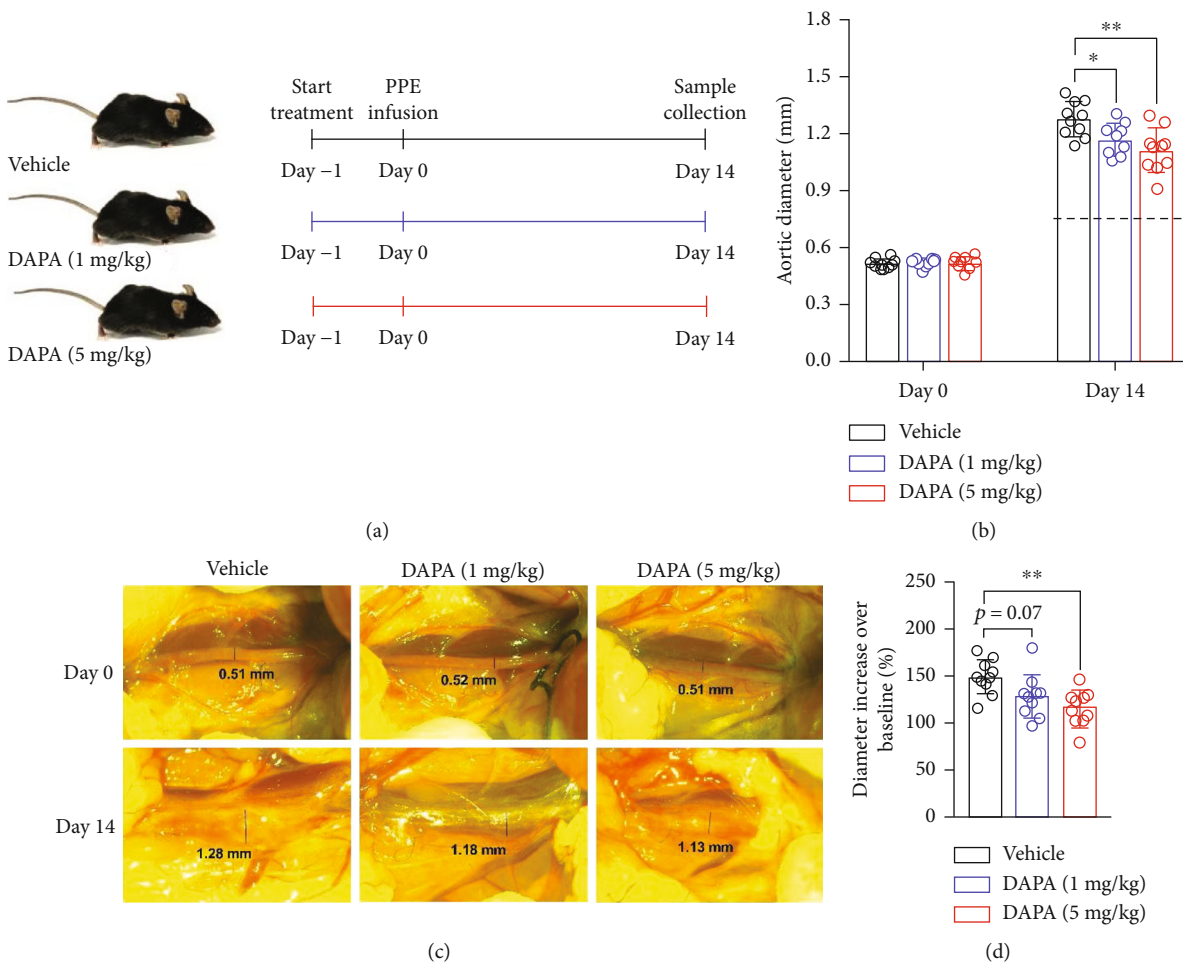 Vehicle
DAPA (1 mg/kg)
DAPA (5 mg/kg)
Start treatment
PPE infusion
Sample collection
Day −1
Day 0
Day 14
Day −1
Day 0
Day 14
Day −1
Day 0
Day 14
(a)
Aortic diameter (mm)
1.8
1.5
1.2
0.9
0.6
0.3
0.0
**
*
Day 0
Day 14
Vehicle
DAPA (1 mg/kg)
DAPA (5 mg/kg)
(b)
Vehicle
DAPA (1 mg/kg)
DAPA (5 mg/kg)
Day 0
0.51 mm
0.52 mm
0.51 mm
Day 14
1.28 mm
1.18 mm
1.13 mm
(c)
Diameter increase over
baseline (%)
250
200
150
100
50
0
**
p = 0.07
Vehicle
DAPA (1 mg/kg)
DAPA (5 mg/kg)
(d)